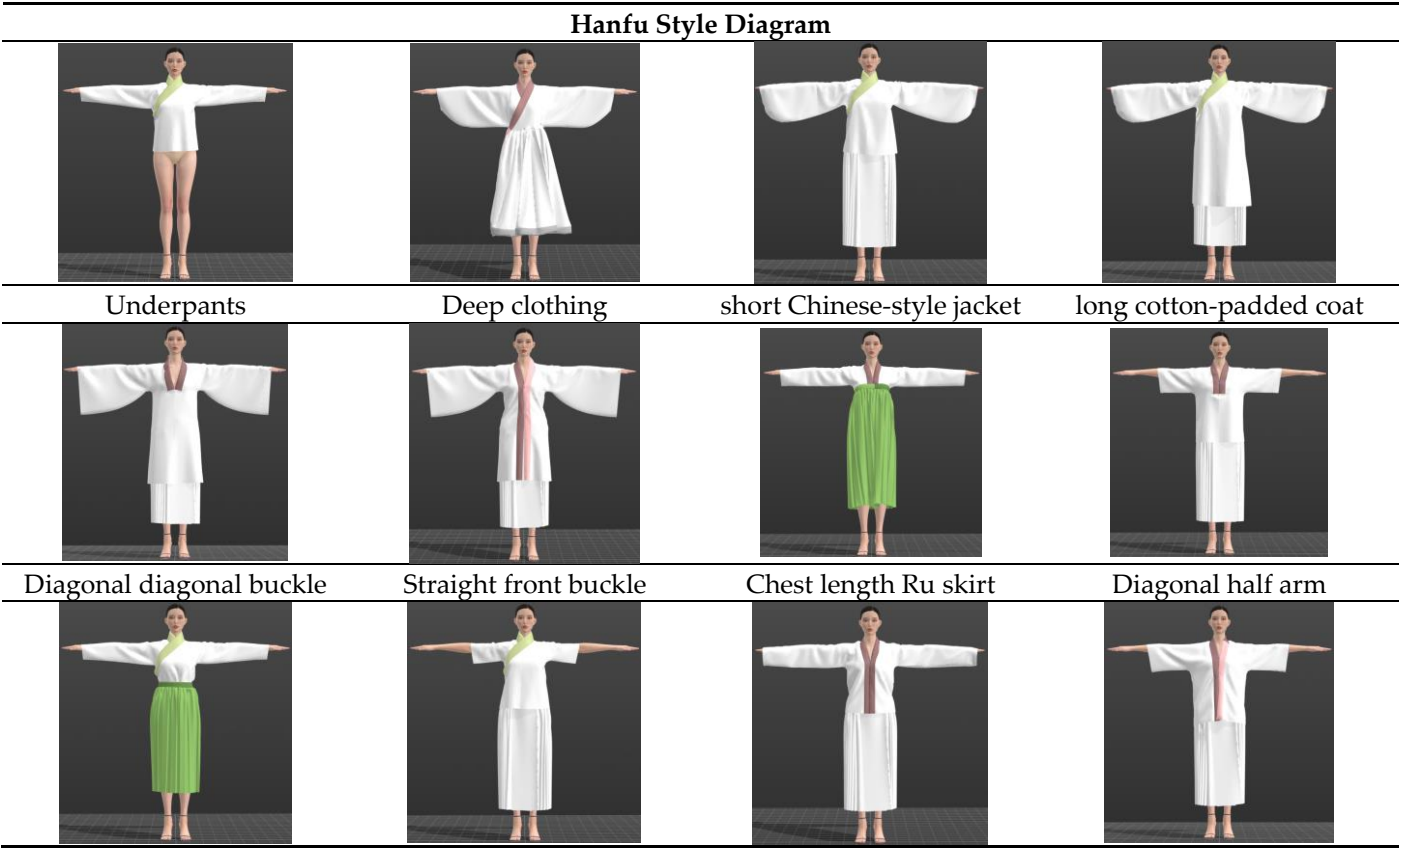 Hanfu Style Diagram
Underpants Deep clothing short Chinese-style jacket long cotton-padded coat
Diagonal diagonal buckle Straight front buckle Chest length Ru skirt Diagonal half arm